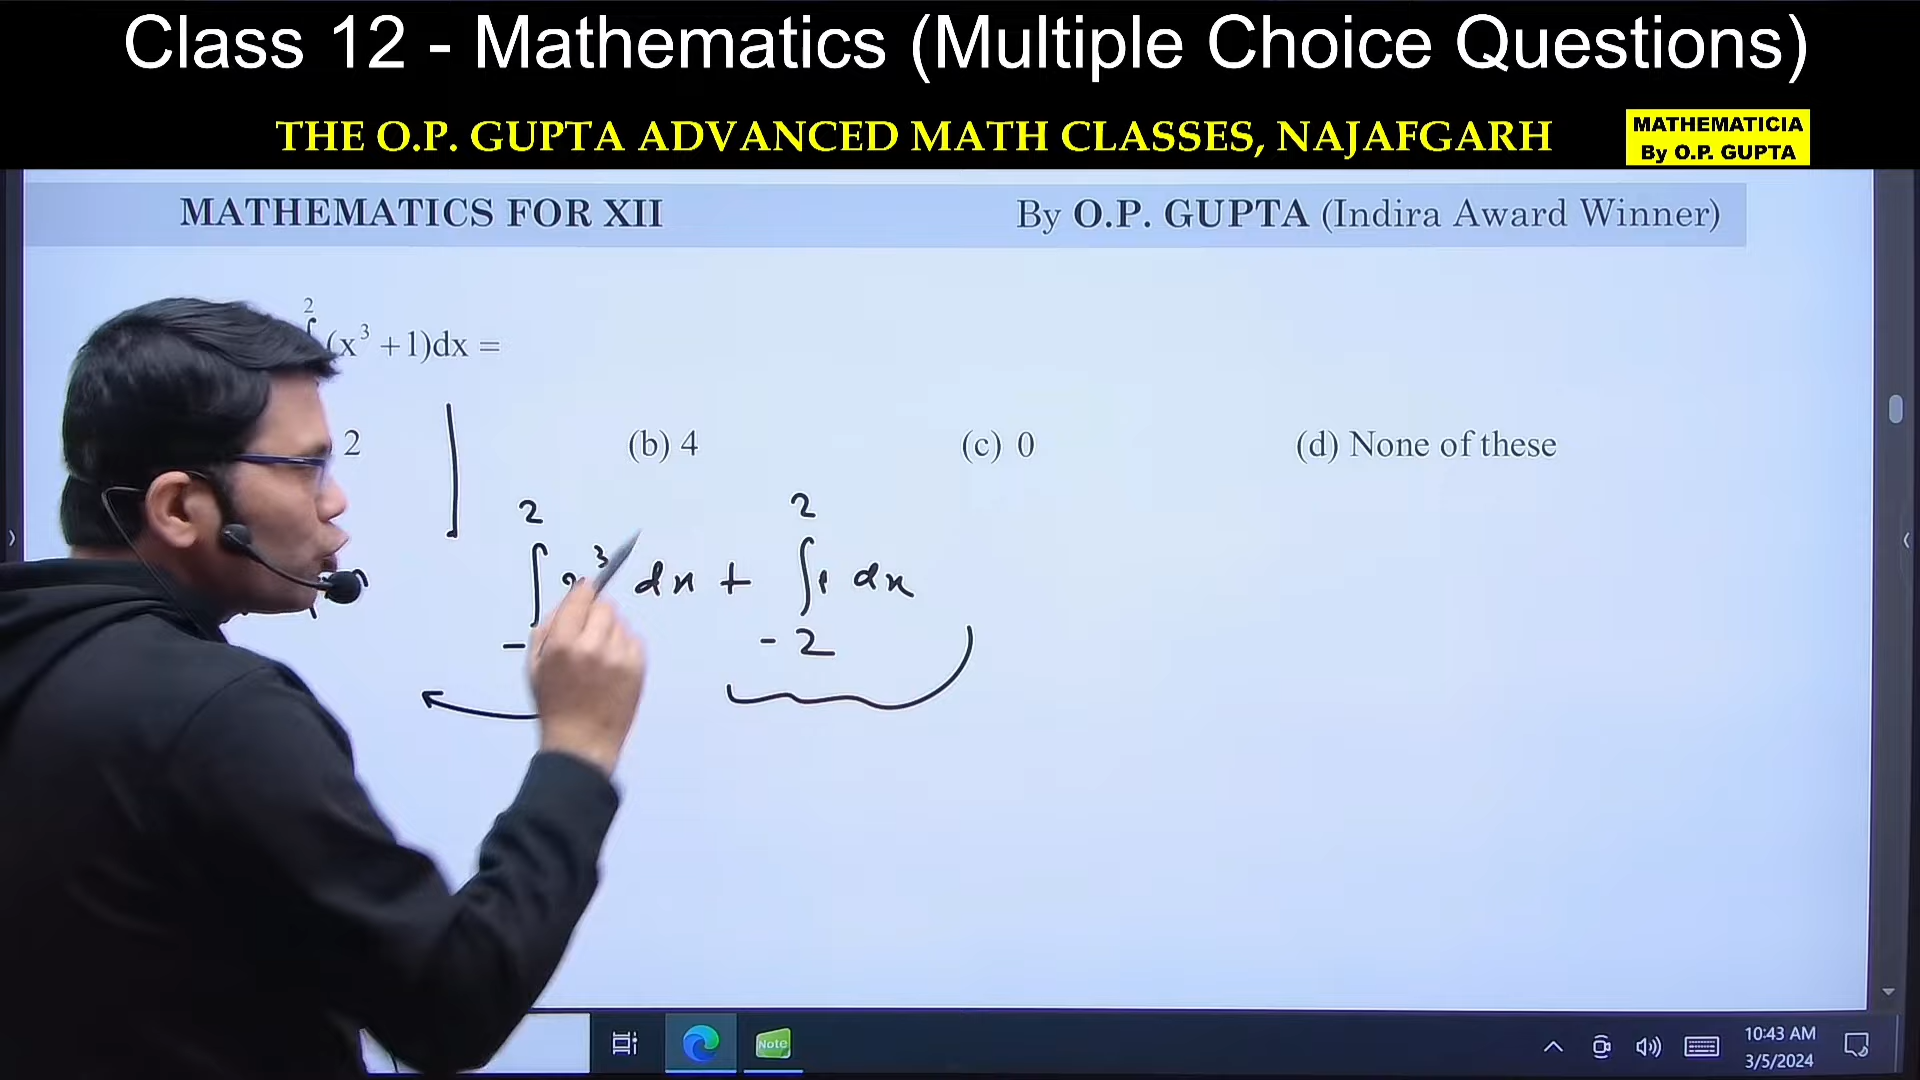 Class 12 - Mathematics (Multiple Choice Questions)
THE O.P. GUPTA ADVANCED MATH CLASSES, NAJAFGARH
MATHEMATICIA
By O.P. GUPTA
MATHEMATICS FOR XII
By O.P. GUPTA (Indira Award Winner)
2
∫(x³ +1)dx =
2
(b) 4
(c) 0
(d) None of these
2 2
∫ ³ dx + ∫1 dx
- -2
Note
10:43 AM
3/5/2024